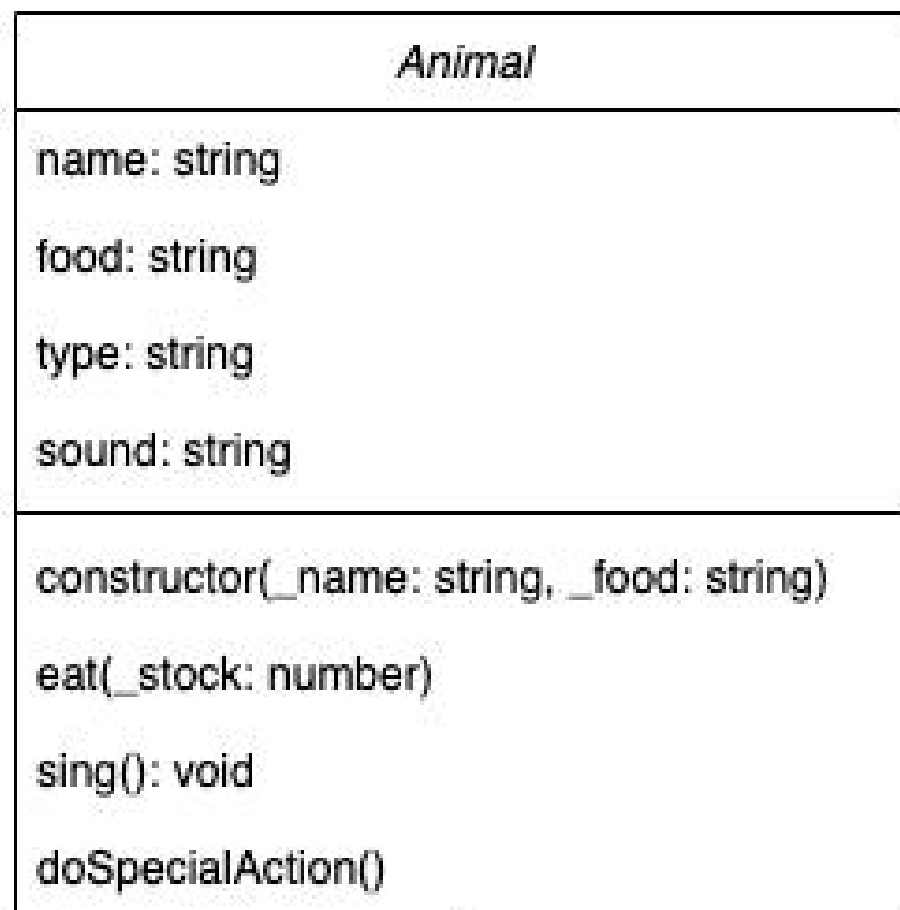 Animal
name: string
food: string
type: string
sound: string
constructor(_name: string, _food: string)
eat(_stock: number)
sing(): void
doSpecialAction()